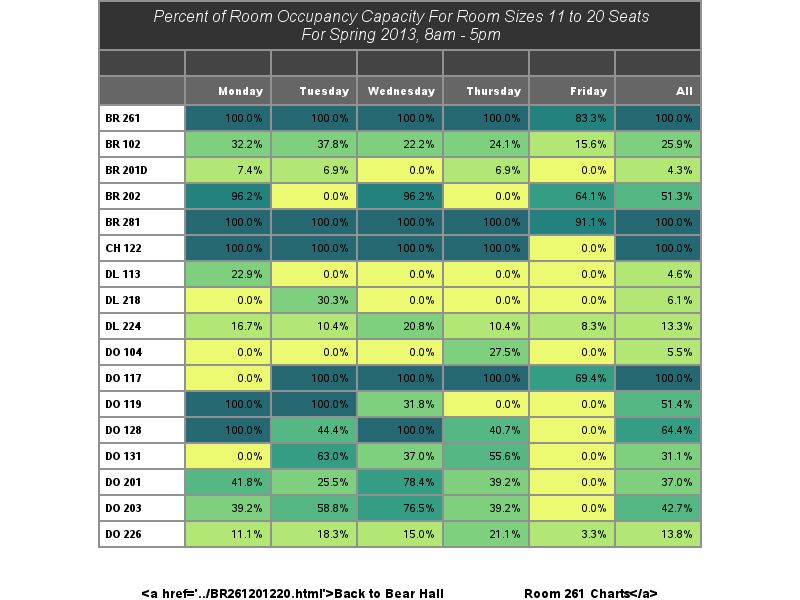 Percent of Room Occupancy Capacity For Room Sizes 11 to 20 Seats
For Spring 2013, 8am - 5pm
Monday Tuesday Wednesday Thursday Friday All
BR 261 100.0% 100.0% 100.0% 100.0% 83.3% 100.0%
BR 102 32.2% 37.8% 22.2% 24.1% 15.6% 25.9%
BR 201D 7.4% 6.9% 0.0% 6.9% 0.0% 4.3%
BR 202 96.2% 0.0% 96.2% 0.0% 64.1% 51.3%
BR 281 100.0% 100.0% 100.0% 100.0% 91.1% 100.0%
CH 122 100.0% 100.0% 100.0% 100.0% 0.0% 100.0%
DL 113 22.9% 0.0% 0.0% 0.0% 0.0% 4.6%
DL 218 0.0% 30.3% 0.0% 0.0% 0.0% 6.1%
DL 224 16.7% 10.4% 20.8% 10.4% 8.3% 13.3%
DO 104 0.0% 0.0% 0.0% 27.5% 0.0% 5.5%
DO 117 0.0% 100.0% 100.0% 100.0% 69.4% 100.0%
DO 119 100.0% 100.0% 31.8% 0.0% 0.0% 51.4%
DO 128 100.0% 44.4% 100.0% 40.7% 0.0% 64.4%
DO 131 0.0% 63.0% 37.0% 55.6% 0.0% 31.1%
DO 201 41.8% 25.5% 78.4% 39.2% 0.0% 37.0%
DO 203 39.2% 58.8% 76.5% 39.2% 0.0% 42.7%
DO 226 11.1% 18.3% 15.0% 21.1% 3.3% 13.8%
<a href='../BR261201220.html'>Back to Bear Hall Room 261 Charts</a>